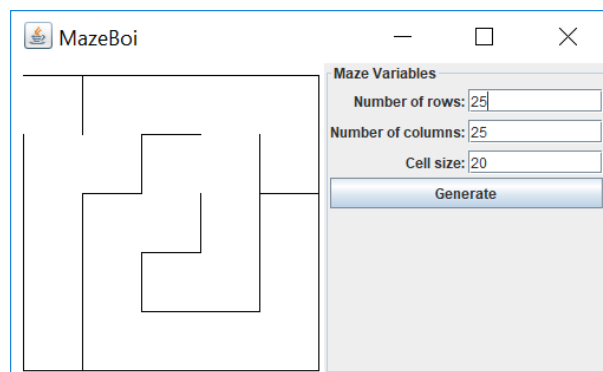 MazeBoi
Maze Variables
Number of rows: 25
Number of columns: 25
Cell size: 20
Generate